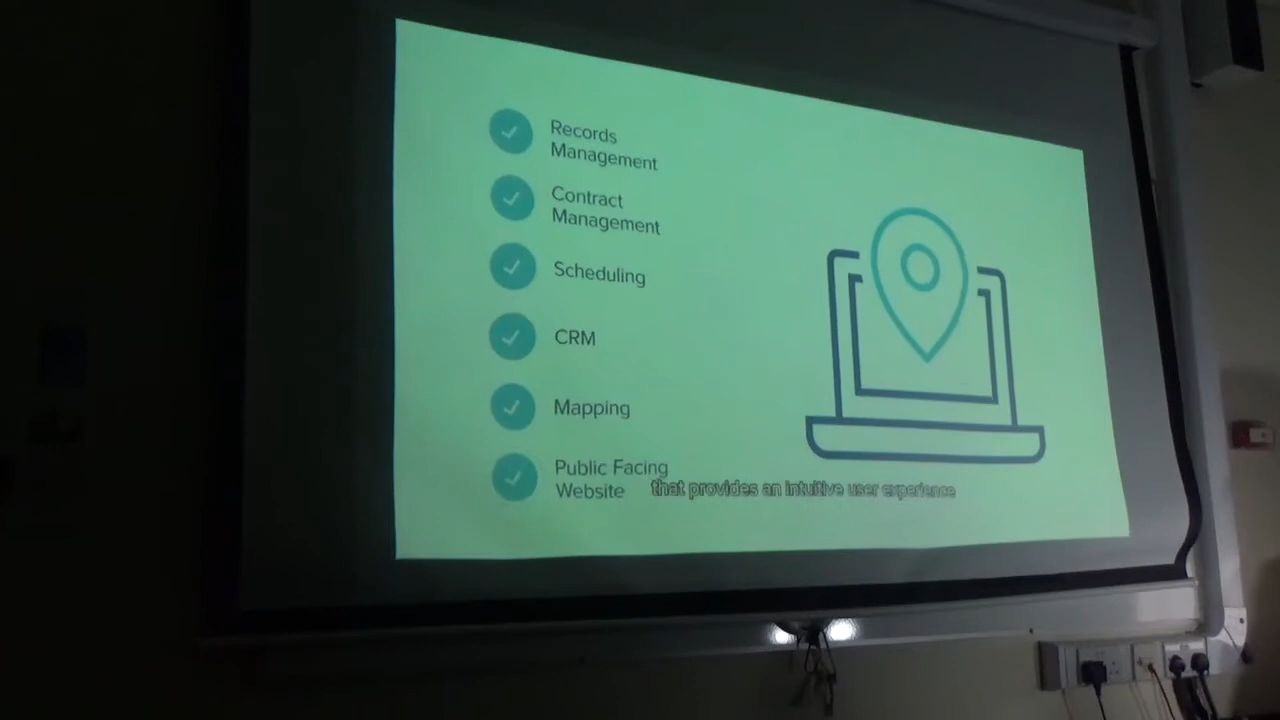 Records
Management
Contract
Management
Scheduling
CRM
Mapping
Public Facing
Website
that provides an intuitive user experience